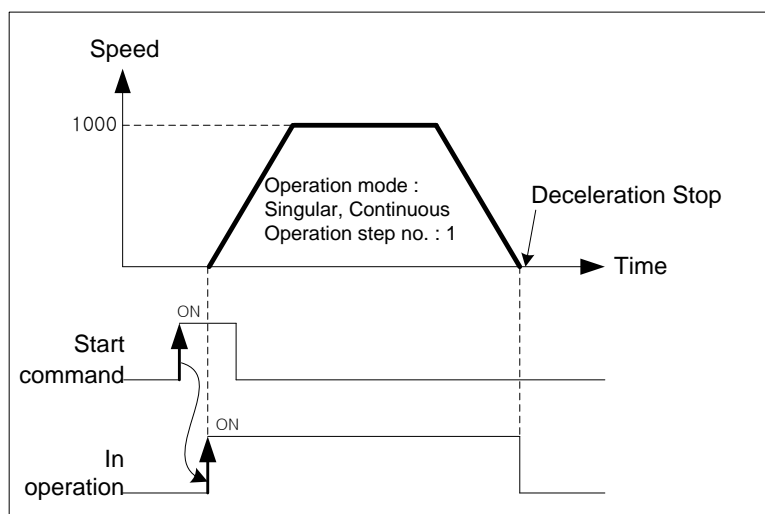 Speed
1000
Operation mode :
Singular, Continuous
Operation step no. : 1
Deceleration Stop
Time
ON
Start
command
ON
In
operation